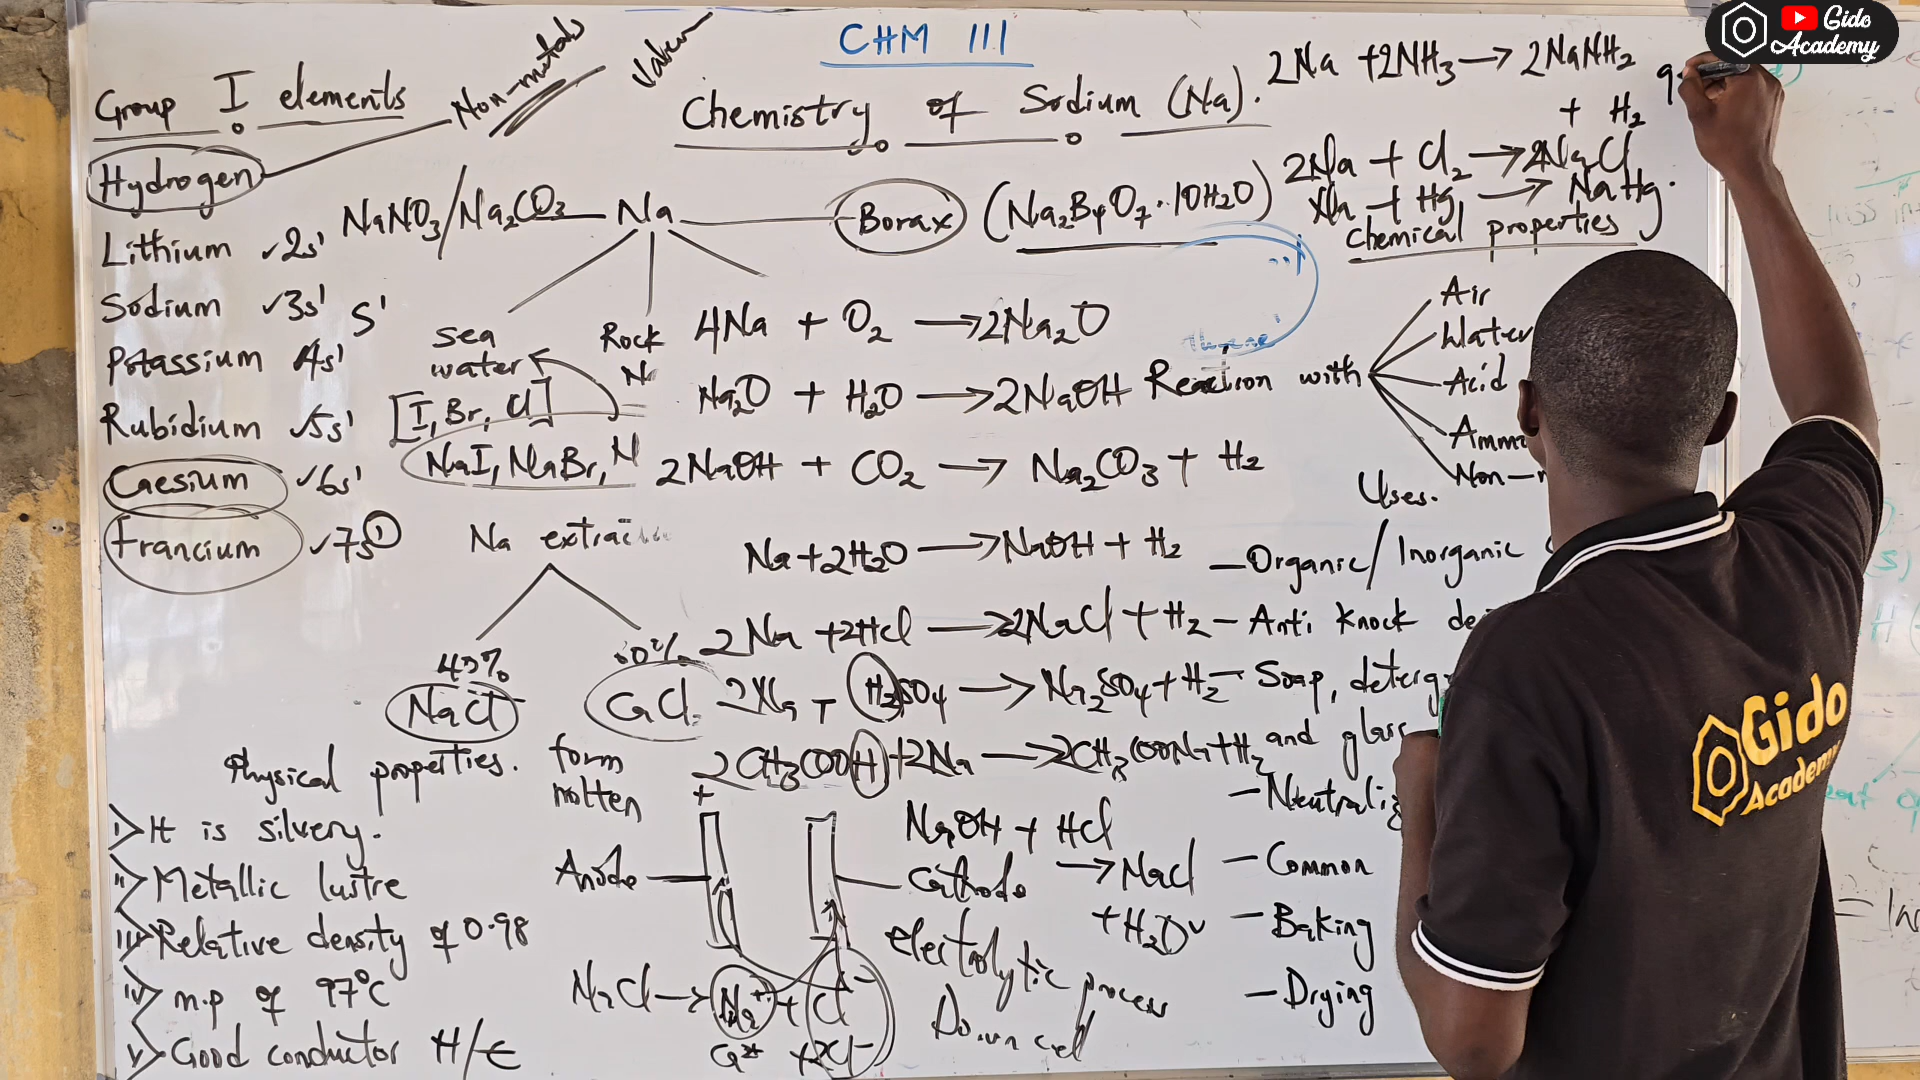 CHM 111
Gido
Academy
Group I elements
Non-metals
Chemistry of Sodium (Na).
2Na + 2NH3 → 2NaNH2
+ H2
2Na + Cl2 → 2NaCl
Na + Hg → NaHg.
Hydrogen
Lithium ✓2s¹
Sodium ✓3s¹
S¹
Potassium 4s¹
Rubidium ✓5s¹
Caesium ✓6s¹
Francium ✓7s¹
NaNO3/Na2CO3 — Na — Borax (Na2B4O7·10H2O)
sea
water
Rock
[I, Br, Cl]
NaI, NaBr, N
4Na + O2 → 2Na2O
Na2O + H2O → 2NaOH
2NaOH + CO2 → Na2CO3 + H2
Na + 2H2O → NaOH + H2
2Na + 2HCl → 2NaCl + H2
2Na + H2SO4 → Na2SO4 + H2
2CH3COOH + 2Na → 2CH3COONa + H2
NaOH + HCl
→ NaCl
+ H2O
Na
40%
NaCl
60%
CaCl2
Physical properties.
i> It is silvery.
ii> Metallic lustre
iii> Relative density of 0.98
iv> m.p of 97°C
v> Good conductor H/E
form
molten
+
Anode
Cathode
NaCl → Na+ + Cl-
Ca2+ + 2Cl-
electrolytic process
Down cell
chemical properties
Reaction with
Air
Water
Acid
Uses.
- Organic/Inorganic
- Anti knock
- Soap,
and glass
- Common
- Baking
- Drying
Gido
Academy